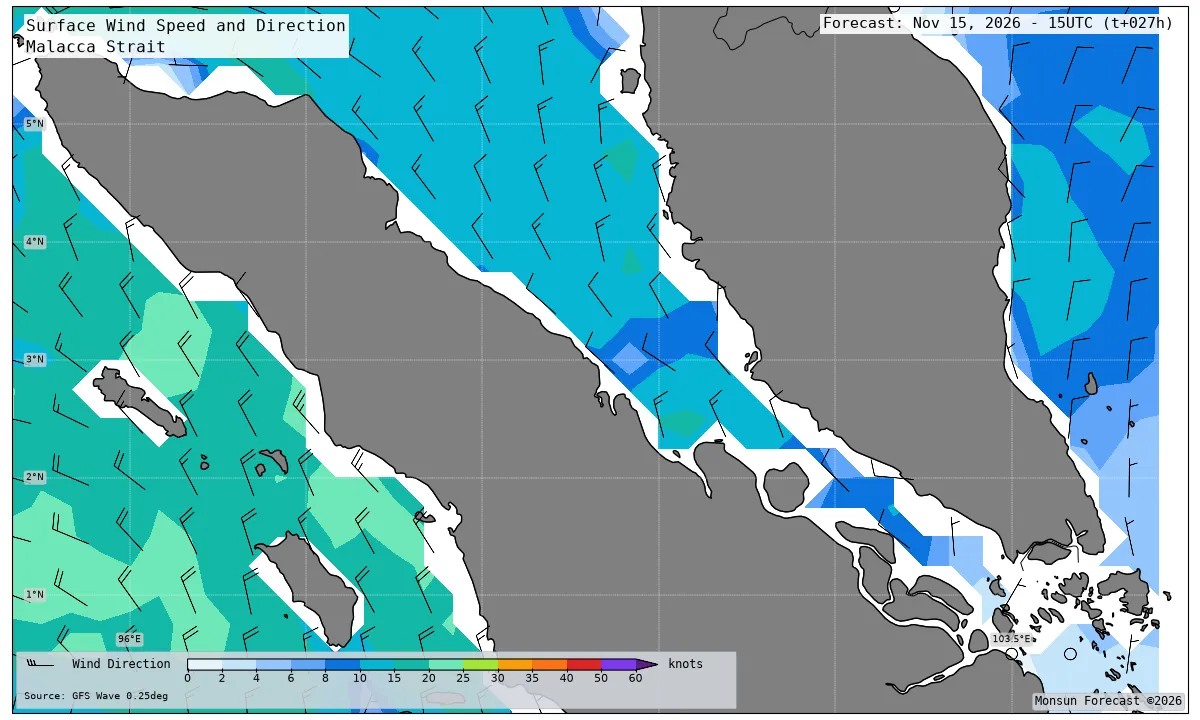 Surface Wind Speed and Direction
Malacca Strait
Forecast: Nov 15, 2026 - 15UTC (t+027h)
5°N
4°N
3°N
2°N
1°N
96°E
103.5°E
Wind Direction
knots
0 2 4 6 8 10 15 20 25 30 35 40 50 60
Source: GFS Wave 0.25deg
Monsun Forecast ©2026